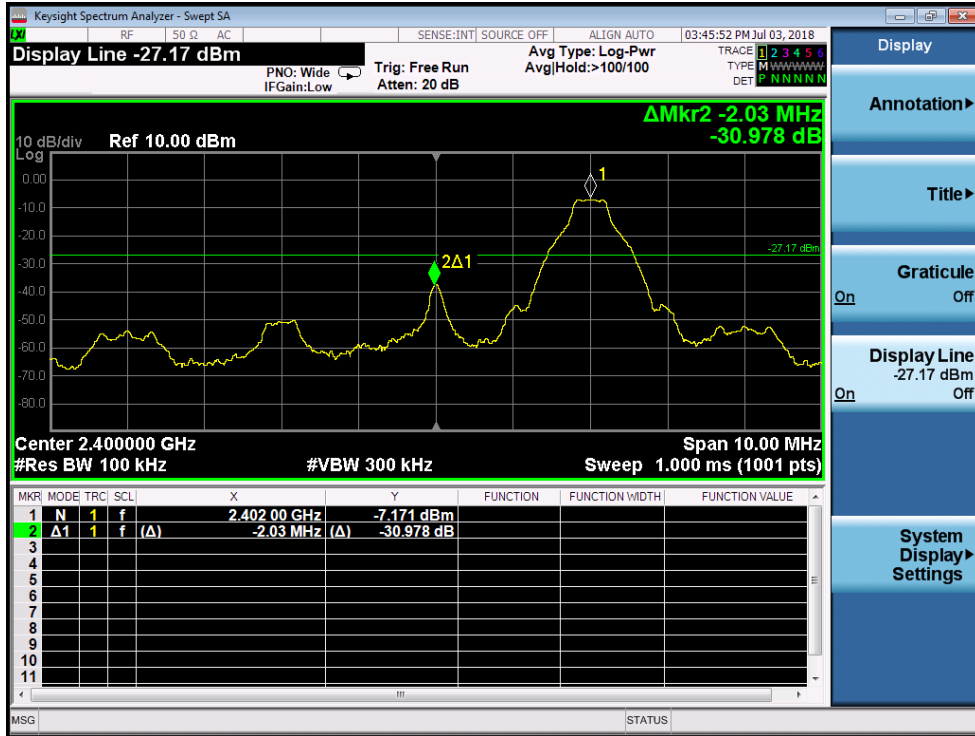 Keysight Spectrum Analyzer - Swept SA
LXI RF 50 Ω AC SENSE:INT SOURCE OFF ALIGN AUTO 03:45:52 PM Jul 03, 2018
Display Line -27.17 dBm
PNO: Wide
IFGain:Low
Trig: Free Run
Atten: 20 dB
Avg Type: Log-Pwr
Avg|Hold:>100/100
TRACE 1 2 3 4 5 6
TYPE M W W W W W
DET P N N N N N
ΔMkr2 -2.03 MHz
-30.978 dB
10 dB/div Ref 10.00 dBm
Log
0.00
-10.0
-20.0
-30.0
-40.0
-50.0
-60.0
-70.0
-80.0
1
2Δ1
-27.17 dBm
Center 2.400000 GHz Span 10.00 MHz
#Res BW 100 kHz #VBW 300 kHz Sweep 1.000 ms (1001 pts)
MKR MODE TRC SCL X Y FUNCTION FUNCTION WIDTH FUNCTION VALUE
1 N 1 f 2.402 00 GHz -7.171 dBm
2 Δ1 1 f (Δ) -2.03 MHz (Δ) -30.978 dB
3
4
5
6
7
8
9
10
11
MSG STATUS
Display
Annotation
Title
Graticule
On Off
Display Line
-27.17 dBm
On Off
System
Display
Settings